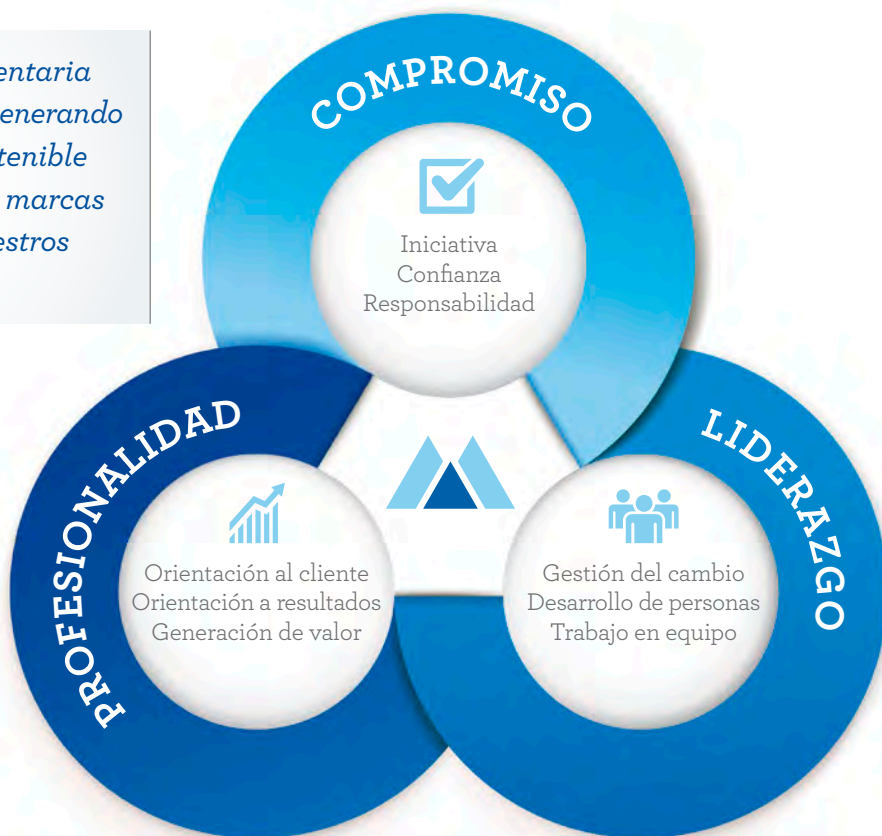 entaria
enerando
tenible
marcas
estros
COMPROMISO
Iniciativa
Confianza
Responsabilidad
PROFESIONALIDAD
Orientación al cliente
Orientación a resultados
Generación de valor
LIDERAZGO
Gestión del cambio
Desarrollo de personas
Trabajo en equipo